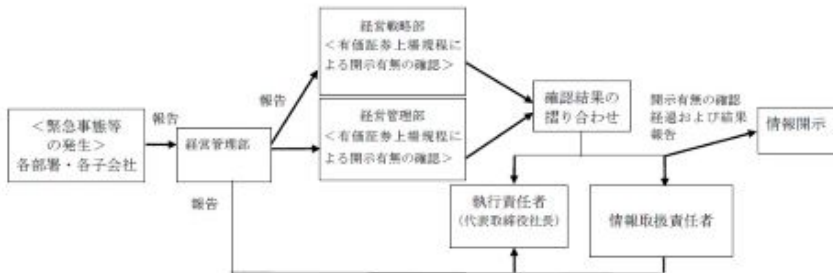 ＜緊急事態等
の発生＞
各部署・各子会社
報告
経営管理部
報告
報告
経営戦略部
＜有価証券上場規程に
よる開示有無の確認＞
経営管理部
＜有価証券上場規程に
よる開示有無の確認＞
確認結果の
摺り合わせ
開示有無の確認
経過および結果
報告
情報開示
執行責任者
(代表取締役社長)
情報取扱責任者